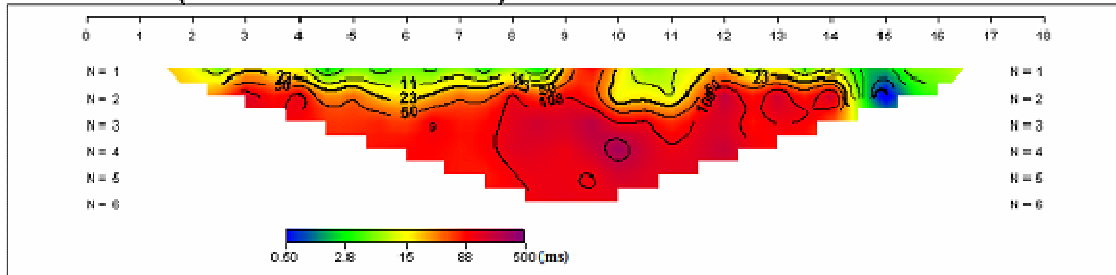 0 1 2 3 4 5 6 7 8 9 10 11 12 13 14 15 16 17 18
N = 1 N = 1
N = 2 N = 2
N = 3 N = 3
N = 4 N = 4
N = 5 N = 5
N = 6 N = 6
50 11 23 50 23 100 23
0.50 2.8 15 88 500 (ms)